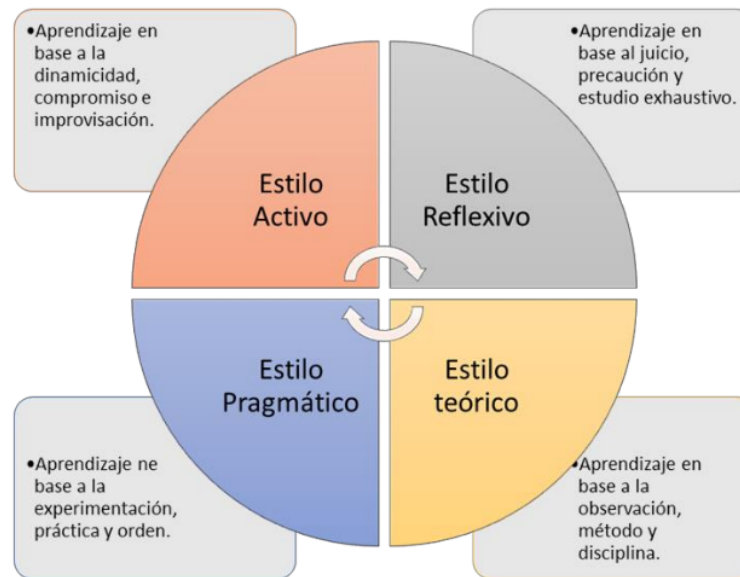 •Aprendizaje en
base a la
dinamicidad,
compromiso e
improvisación.
•Aprendizaje en
base al juicio,
precaución y
estudio exhaustivo.
Estilo
Activo
Estilo
Reflexivo
Estilo
Pragmático
Estilo
teórico
•Aprendizaje ne
base a la
experimentación,
práctica y orden.
•Aprendizaje en
base a la
observación,
método y
disciplina.